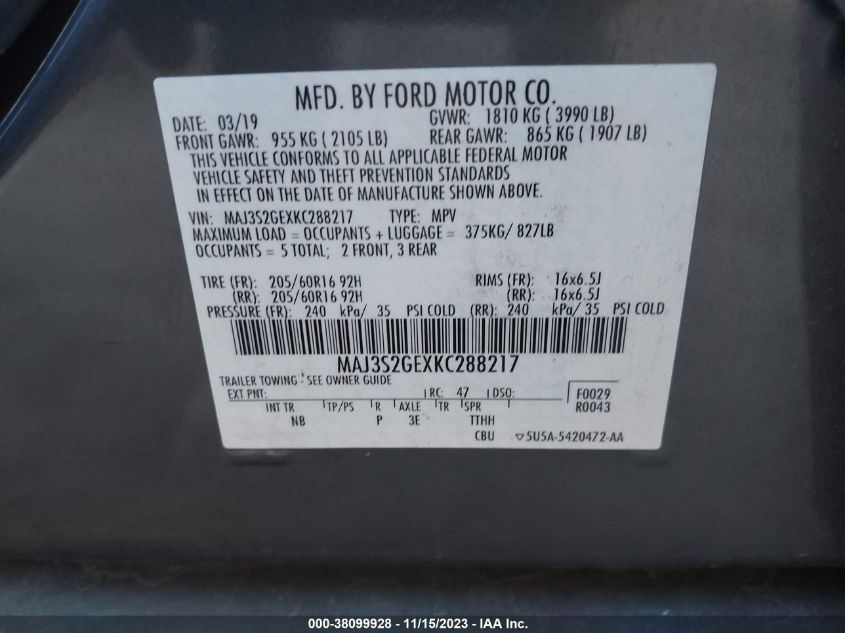 MFD. BY FORD MOTOR CO.
DATE: 03/19 GVWR: 1810 KG ( 3990 LB)
FRONT GAWR: 955 KG ( 2105 LB) REAR GAWR: 865 KG ( 1907 LB)
THIS VEHICLE CONFORMS TO ALL APPLICABLE FEDERAL MOTOR
VEHICLE SAFETY AND THEFT PREVENTION STANDARDS
IN EFFECT ON THE DATE OF MANUFACTURE SHOWN ABOVE.
VIN: MAJ3S2GEXKC288217 TYPE: MPV
MAXIMUM LOAD = OCCUPANTS + LUGGAGE = 375KG/ 827LB
OCCUPANTS = 5 TOTAL; 2 FRONT, 3 REAR
TIRE (FR): 205/60R16 92H RIMS (FR): 16x6.5J
(RR): 205/60R16 92H (RR): 16x6.5J
PRESSURE (FR): 240 kPa/ 35 PSI COLD (RR): 240 kPa/ 35 PSI COLD
MAJ3S2GEXKC288217
TRAILER TOWING - SEE OWNER GUIDE
EXT PNT: RC: 47 DSO: F0029
INT TR TP/PS R AXLE TR SPR R0043
NB P 3E TTHH
CBU ▽5U5A-5420472-AA
000-38099928 - 11/15/2023 - IAAI.com